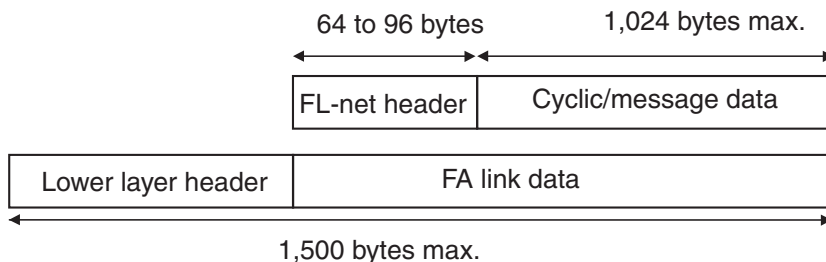 64 to 96 bytes
1,024 bytes max.
FL-net header
Cyclic/message data
Lower layer header
FA link data
1,500 bytes max.